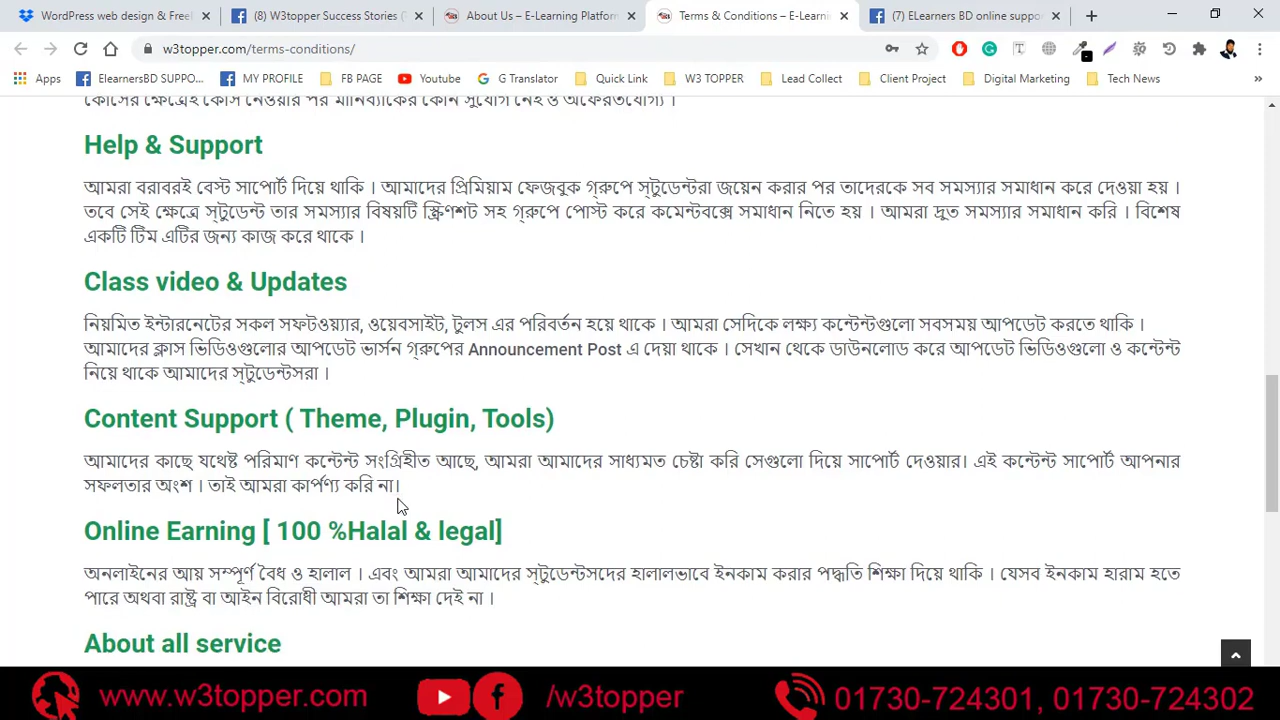 WordPress web design & Freel
(8) W3topper Success Stories (
About Us – E-Learning Platform
Terms & Conditions – E-Learnin
(7) ELearners BD online suppo
w3topper.com/terms-conditions/
Apps
ElearnersBD SUPPO...
MY PROFILE
FB PAGE
Youtube
G Translator
Quick Link
W3 TOPPER
Lead Collect
Client Project
Digital Marketing
Tech News
»
কোর্সের ক্ষেত্রেই কোর্স নেওয়ার পর মানিব্যাকের কোন সুযোগ নেই ও অফেরতযোগ্য ।
Help & Support
আমরা বরাবরই বেস্ট সাপোর্ট দিয়ে থাকি । আমাদের প্রিমিয়াম ফেজবুক গ্রুপে স্টুডেন্টরা জয়েন করার পর তাদেরকে সব সমস্যার সমাধান করে দেওয়া হয় ।
তবে সেই ক্ষেত্রে স্টুডেন্ট তার সমস্যার বিষয়টি স্ক্রিণশট সহ গ্রুপে পোস্ট করে কমেন্টবক্সে সমাধান নিতে হয় । আমরা দ্রুত সমস্যার সমাধান করি । বিশেষ
একটি টিম এটির জন্য কাজ করে থাকে ।
Class video & Updates
নিয়মিত ইন্টারনেটের সকল সফটওয়্যার, ওয়েবসাইট, টুলস এর পরিবর্তন হয়ে থাকে । আমরা সেদিকে লক্ষ্য কন্টেন্টগুলো সবসময় আপডেট করতে থাকি ।
আমাদের ক্লাস ভিডিওগুলোর আপডেট ভার্সন গ্রুপের Announcement Post এ দেয়া থাকে । সেখান থেকে ডাউনলোড করে আপডেট ভিডিওগুলো ও কন্টেন্ট
নিয়ে থাকে আমাদের স্টুডেন্টসরা ।
Content Support ( Theme, Plugin, Tools)
আমাদের কাছে যথেষ্ট পরিমাণ কন্টেন্ট সংগ্রিহীত আছে, আমরা আমাদের সাধ্যমত চেষ্টা করি সেগুলো দিয়ে সাপোর্ট দেওয়ার। এই কন্টেন্ট সাপোর্ট আপনার
সফলতার অংশ । তাই আমরা কার্পণ্য করি না।
Online Earning [ 100 %Halal & legal]
অনলাইনের আয় সম্পূর্ণ বৈধ ও হালাল । এবং আমরা আমাদের স্টুডেন্টসদের হালালভাবে ইনকাম করার পদ্ধতি শিক্ষা দিয়ে থাকি । যেসব ইনকাম হারাম হতে
পারে অথবা রাষ্ট্র বা আইন বিরোধী আমরা তা শিক্ষা দেই না ।
About all service
www.w3topper.com
/w3topper
01730-724301, 01730-724302